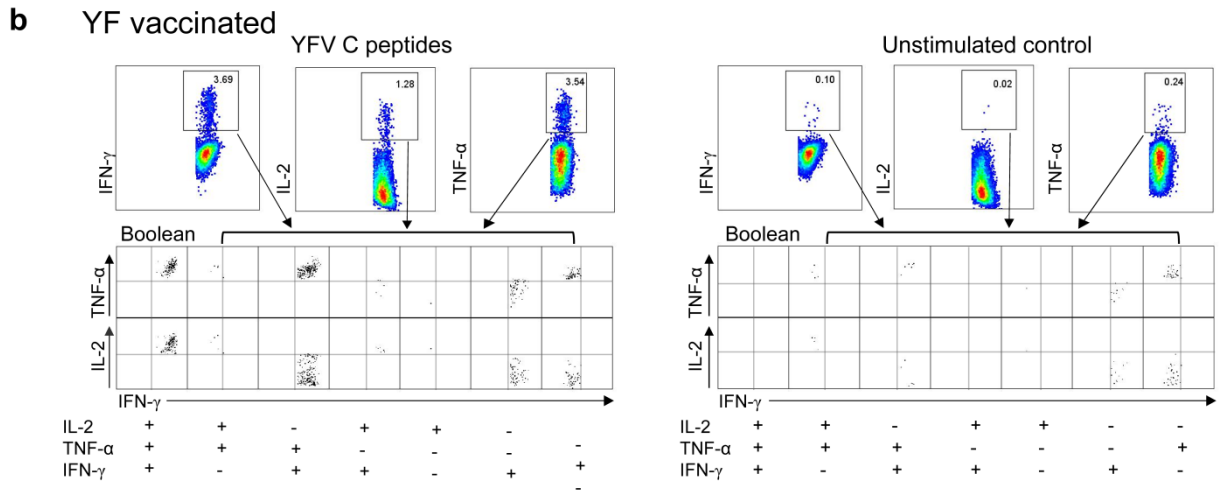 b YF vaccinated
YFV C peptides
Unstimulated control
3.69
1.28
3.54
0.10
0.02
0.24
IFN-γ
IL-2
TNF-α
IFN-γ
IL-2
TNF-α
Boolean
Boolean
TNF-α
IL-2
TNF-α
IL-2
IFN-γ
IFN-γ
IL-2 + + - + + - -
TNF-α + + + - - - +
IFN-γ + - + + - + -
IL-2 + + - + + - -
TNF-α + + + - - - +
IFN-γ + - + + - + -